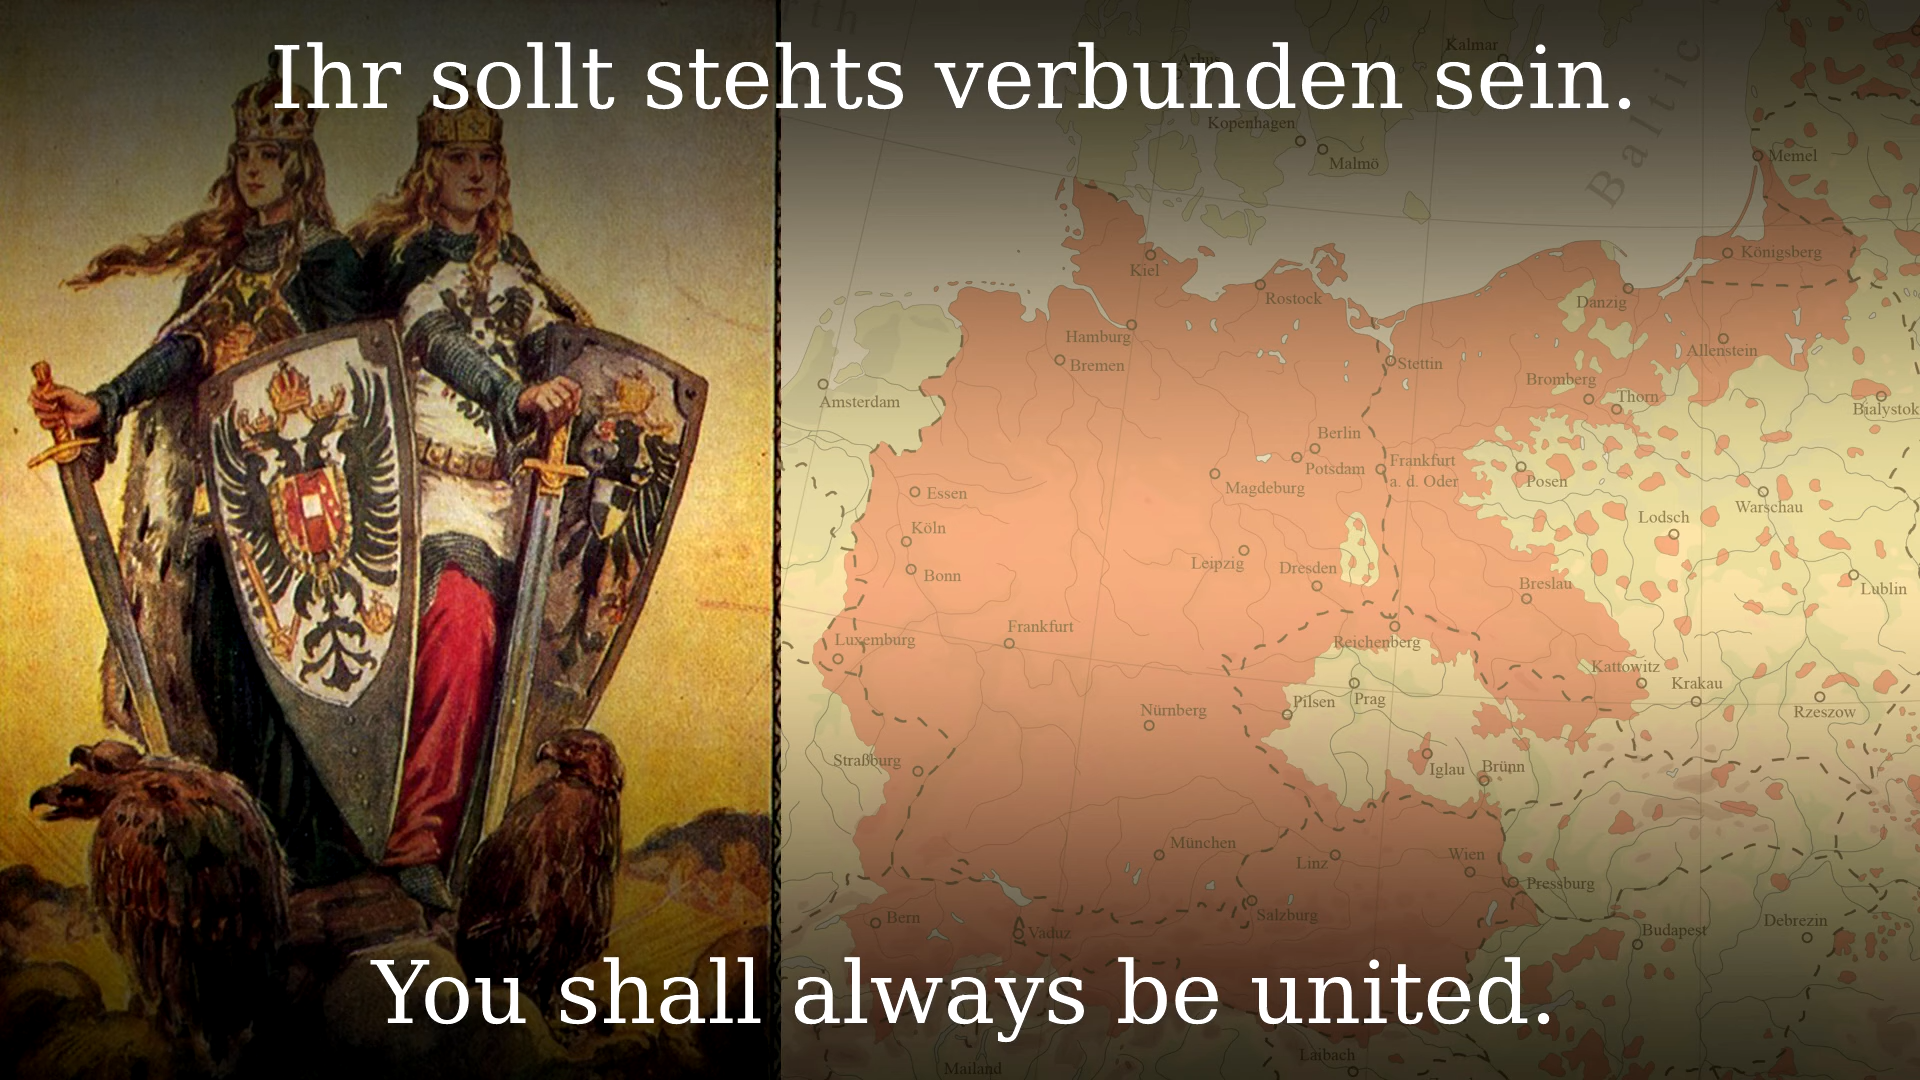 Ihr sollt stehts verbunden sein.
Kalmar
Århus
Kopenhagen
Malmö
Baltic
Memel
Königsberg
Kiel
Rostock
Danzig
Hamburg
Bremen
Stettin
Allenstein
Bromberg
Thorn
Amsterdam
Bialystok
Berlin
Potsdam
Frankfurt
a. d. Oder
Magdeburg
Posen
Warschau
Essen
Lodsch
Köln
Leipzig
Dresden
Bonn
Breslau
Lublin
Frankfurt
Luxemburg
Reichenberg
Kattowitz
Krakau
Pilsen
Prag
Nürnberg
Rzeszow
Straßburg
Iglau
Brünn
München
Linz
Wien
Pressburg
Bern
Salzburg
Debrezin
Vaduz
Budapest
You shall always be united.
Laibach
Mailand